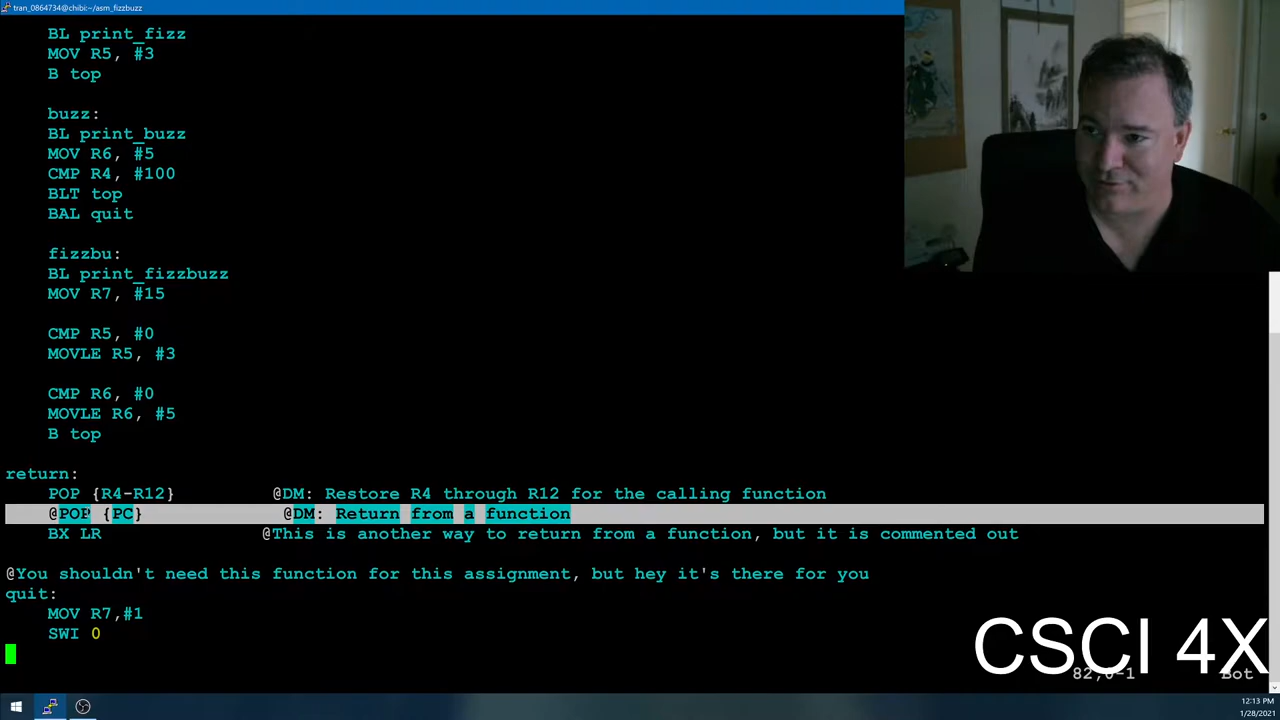 tran_0864734@chibi:~/asm_fizzbuzz
BL print_fizz
MOV R5, #3
B top
buzz:
BL print_buzz
MOV R6, #5
CMP R4, #100
BLT top
BAL quit
fizzbu:
BL print_fizzbuzz
MOV R7, #15
CMP R5, #0
MOVLE R5, #3
CMP R6, #0
MOVLE R6, #5
B top
return:
POP {R4-R12} @DM: Restore R4 through R12 for the calling function
@POP {PC} @DM: Return from a function
BX LR @This is another way to return from a function, but it is commented out
@You shouldn't need this function for this assignment, but hey it's there for you
quit:
MOV R7,#1
SWI 0
CSCI 4X
82,0-1 Bot
12:13 PM
1/28/2021